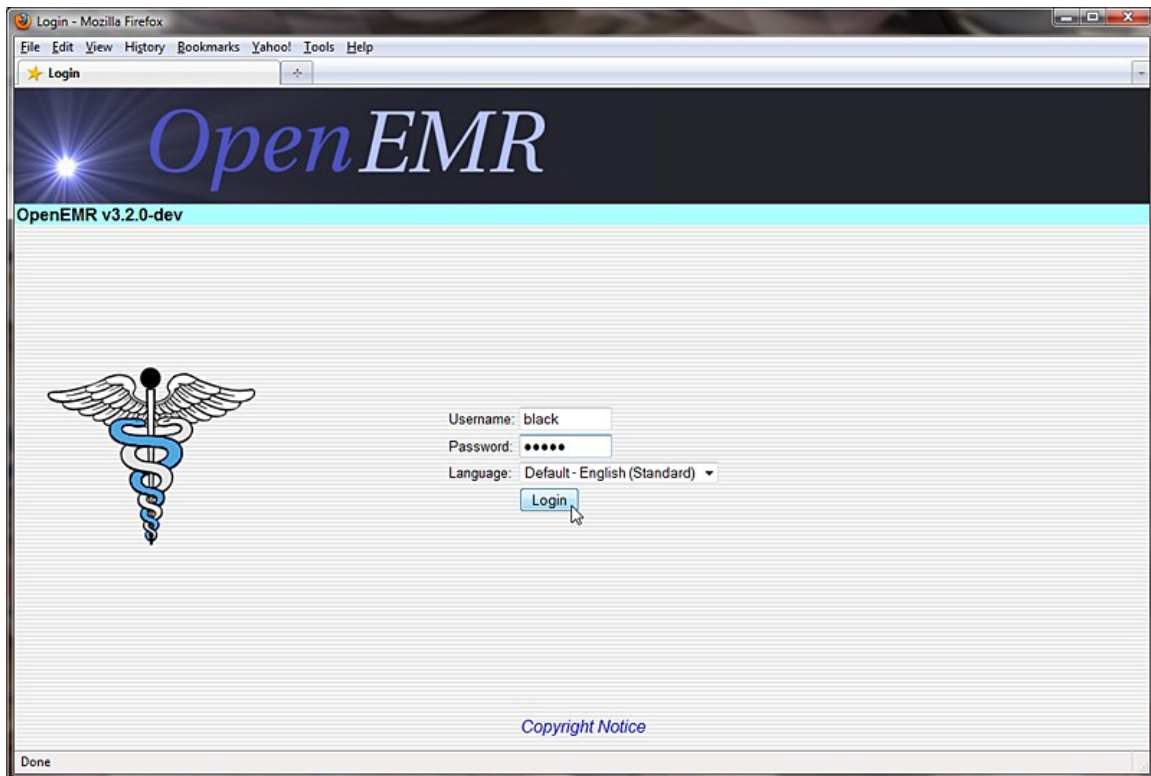 Login - Mozilla Firefox
File Edit View History Bookmarks Yahoo! Tools Help
Login
OpenEMR
OpenEMR v3.2.0-dev
Username: black
Password: •••••
Language: Default - English (Standard)
Login
Copyright Notice
Done